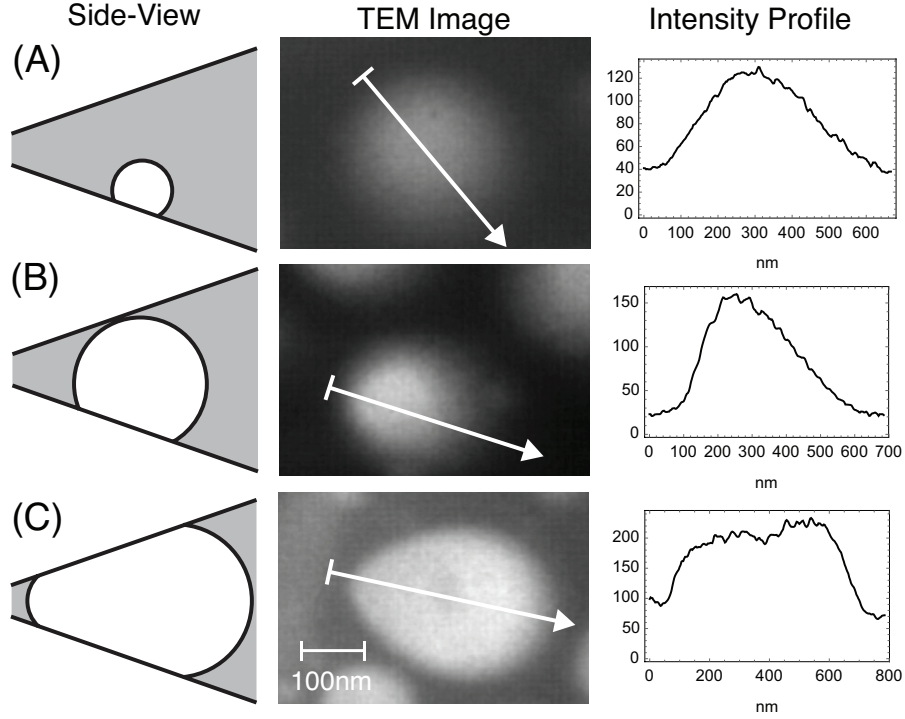 Side-View
TEM Image
Intensity Profile
(A)
120
100
80
60
40
20
0
0 100 200 300 400 500 600
nm
(B)
150
100
50
0
0 100 200 300 400 500 600 700
nm
(C)
100nm
200
150
100
50
0
0 200 400 600 800
nm